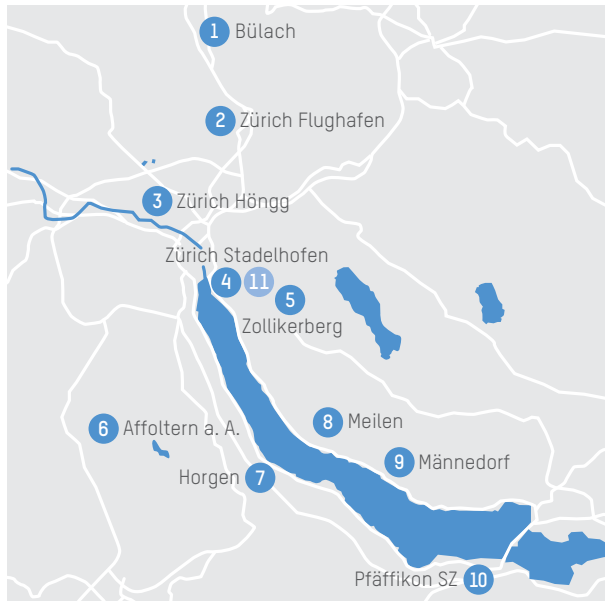 1 Bülach
2 Zürich Flughafen
3 Zürich Höngg
Zürich Stadelhofen
4 11
5
Zollikerberg
6 Affoltern a. A.
8 Meilen
9 Männedorf
Horgen 7
Pfäffikon SZ 10